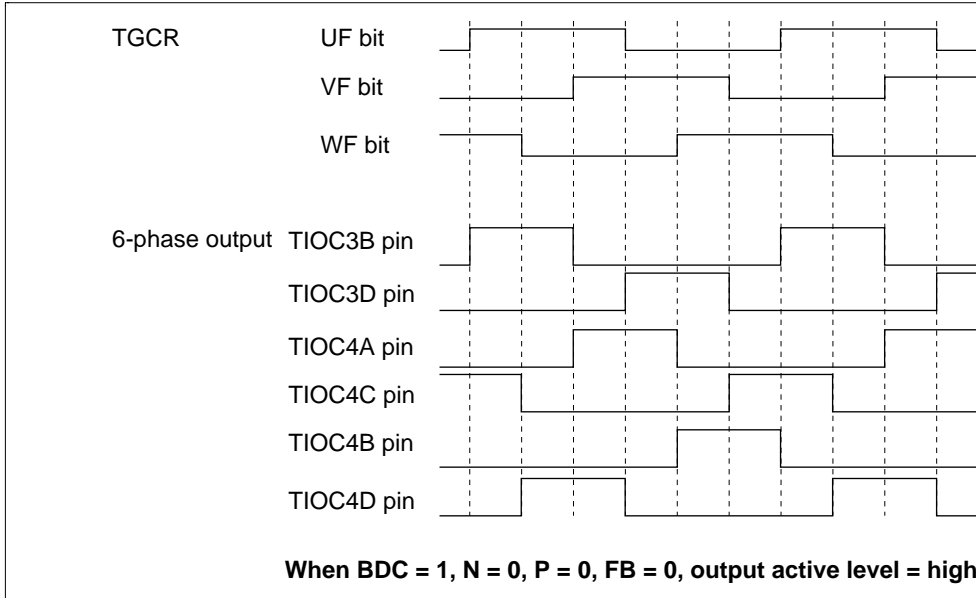 TGCR UF bit
VF bit
WF bit
6-phase output TIOC3B pin
TIOC3D pin
TIOC4A pin
TIOC4C pin
TIOC4B pin
TIOC4D pin
When BDC = 1, N = 0, P = 0, FB = 0, output active level = high